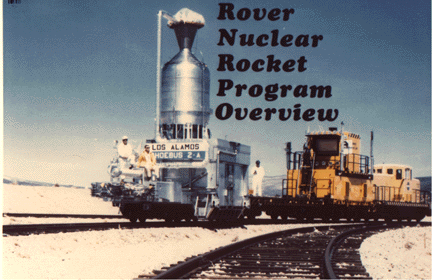 Rover
Nuclear
Rocket
Program
Overview
LOS ALAMOS
PHOEBUS 2-A